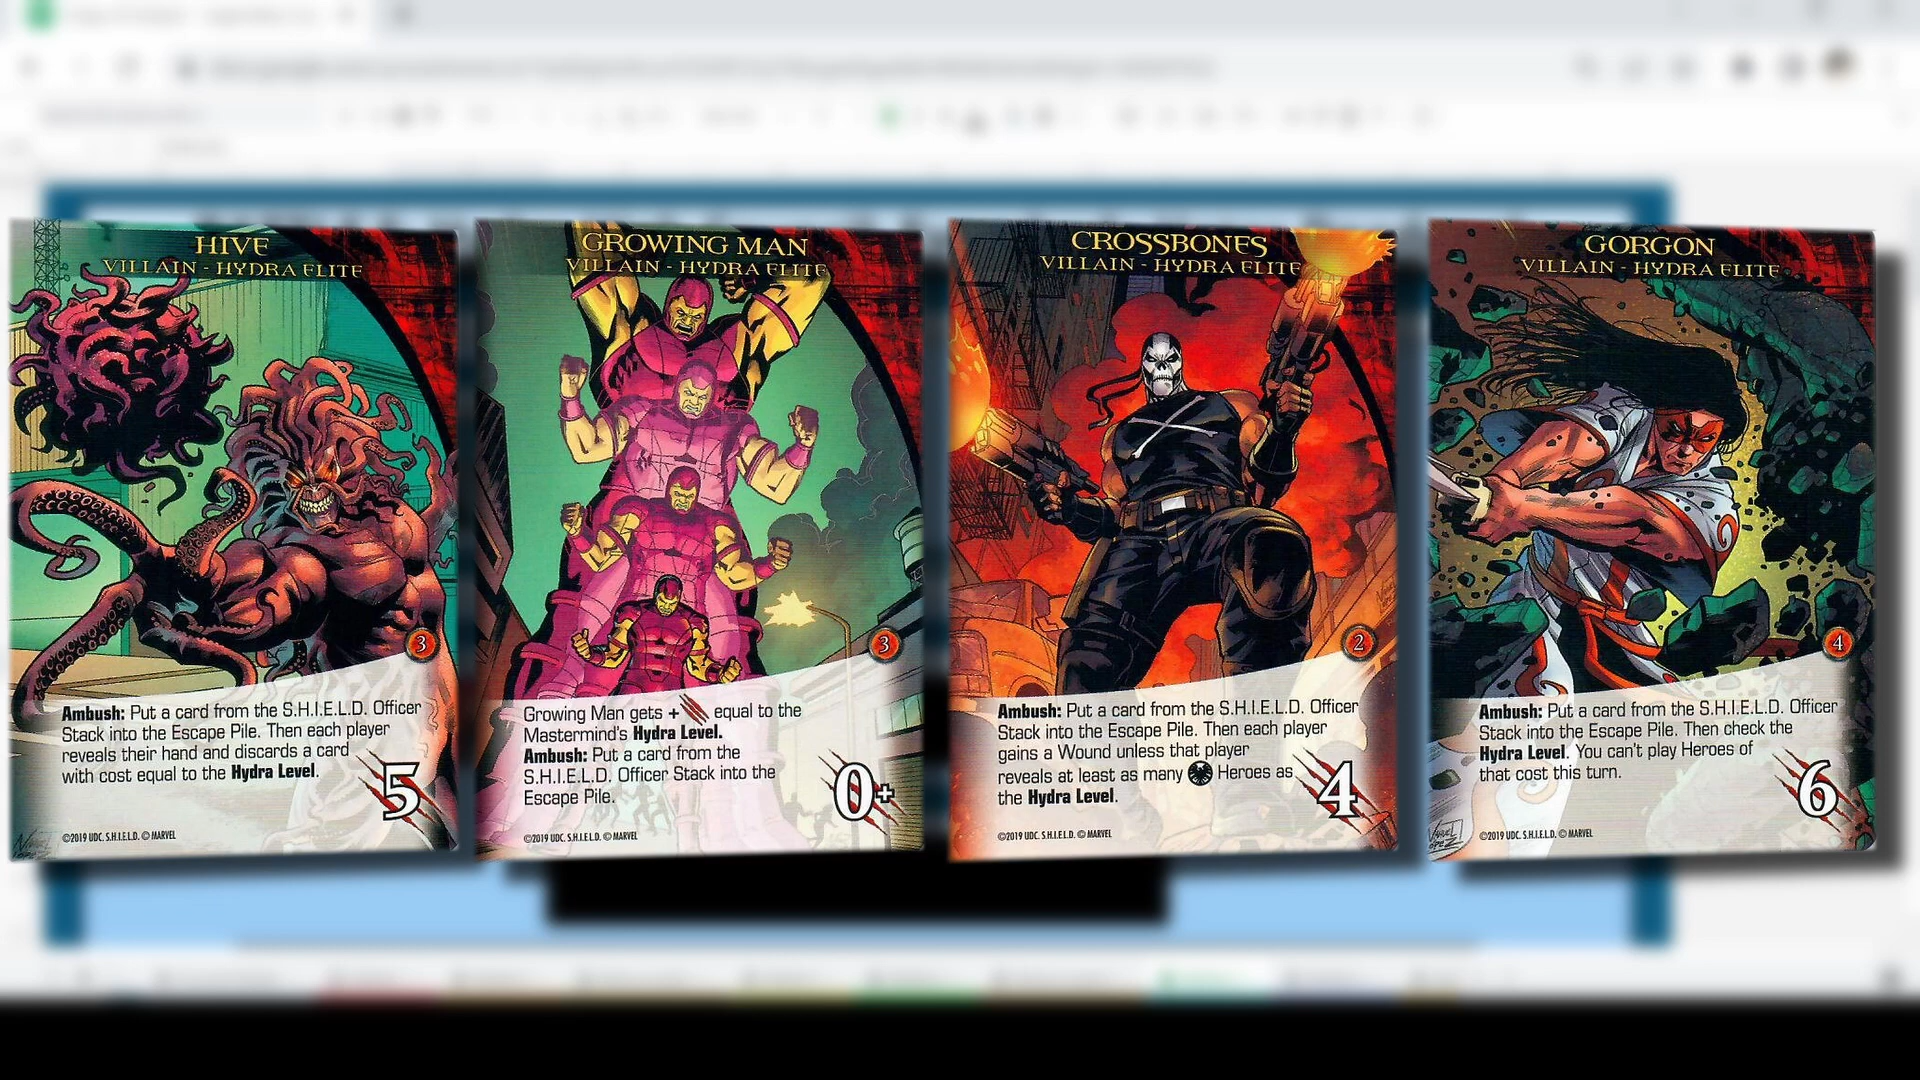 HIVE
VILLAIN - HYDRA ELITE
3
Ambush: Put a card from the S.H.I.E.L.D. Officer
Stack into the Escape Pile. Then each player
reveals their hand and discards a card
with cost equal to the Hydra Level.
5
©2019 UDC. S.H.I.E.L.D. © MARVEL
GROWING MAN
VILLAIN - HYDRA ELITE
3
Growing Man gets + equal to the
Mastermind's Hydra Level.
Ambush: Put a card from the
S.H.I.E.L.D. Officer Stack into the
Escape Pile.
0+
©2019 UDC. S.H.I.E.L.D. © MARVEL
CROSSBONES
VILLAIN - HYDRA ELITE
2
Ambush: Put a card from the S.H.I.E.L.D. Officer
Stack into the Escape Pile. Then each player
gains a Wound unless that player
reveals at least as many Heroes as
the Hydra Level.
4
©2019 UDC. S.H.I.E.L.D. © MARVEL
GORGON
VILLAIN - HYDRA ELITE
4
Ambush: Put a card from the S.H.I.E.L.D. Officer
Stack into the Escape Pile. Then check the
Hydra Level. You can't play Heroes of
that cost this turn.
6
©2019 UDC. S.H.I.E.L.D. © MARVEL